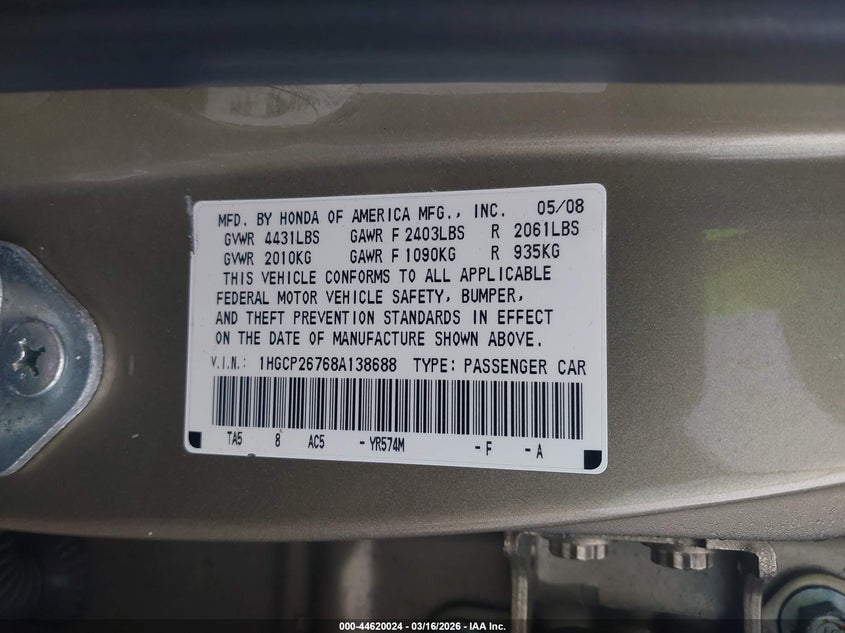 MFD. BY HONDA OF AMERICA MFG., INC. 05/08
GVWR 4431LBS GAWR F 2403LBS R 2061LBS
GVWR 2010KG GAWR F 1090KG R 935KG
THIS VEHICLE CONFORMS TO ALL APPLICABLE
FEDERAL MOTOR VEHICLE SAFETY, BUMPER,
AND THEFT PREVENTION STANDARDS IN EFFECT
ON THE DATE OF MANUFACTURE SHOWN ABOVE.
V.I.N.: 1HGCP26768A138688 TYPE: PASSENGER CAR
TA5 8 AC5 - YR574M - F - A
000-44620024 / 03/16/2026 - IAA Inc.